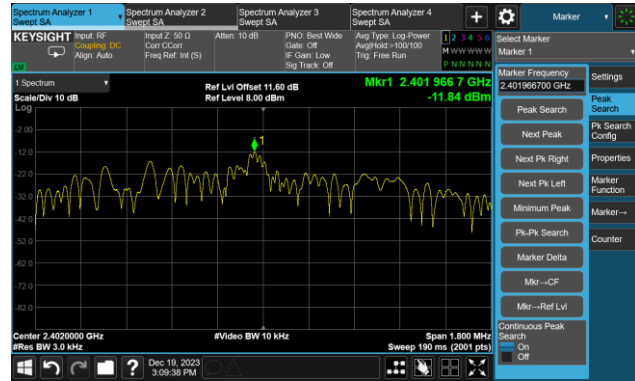 Spectrum Analyzer 1
Swept SA
Spectrum Analyzer 2
Swept SA
Spectrum Analyzer 3
Swept SA
Spectrum Analyzer 4
Swept SA
+
Marker
KEYSIGHT
Input: RF
Coupling: DC
Align: Auto
Input Z: 50 Ω
Corr CCorr
Freq Ref: Int (S)
Atten: 10 dB
PNO: Best Wide
Gate: Off
IF Gain: Low
Sig Track: Off
Avg Type: Log-Power
Avg|Hold:>100/100
Trig: Free Run
1 2 3 4 5 6
M W W W W W
P N N N N N
Select Marker
Marker 1
1 Spectrum
Scale/Div 10 dB
Ref Lvl Offset 11.60 dB
Ref Level 8.00 dBm
Mkr1 2.401 966 7 GHz
-11.84 dBm
Marker Frequency
2.401966700 GHz
Settings
Peak Search
Peak
Search
Next Peak
Pk Search
Config
Next Pk Right
Properties
Next Pk Left
Marker
Function
Minimum Peak
Marker→
Pk-Pk Search
Counter
Marker Delta
Mkr→CF
Mkr→Ref Lvl
Continuous Peak
Search
On
Off
Log
-2.00
-12.0
-22.0
-32.0
-42.0
-52.0
-62.0
-72.0
-82.0
1
Center 2.4020000 GHz
#Res BW 3.0 kHz
#Video BW 10 kHz
Span 1.800 MHz
Sweep 190 ms (2001 pts)
?
Dec 19, 2023
3:09:38 PM